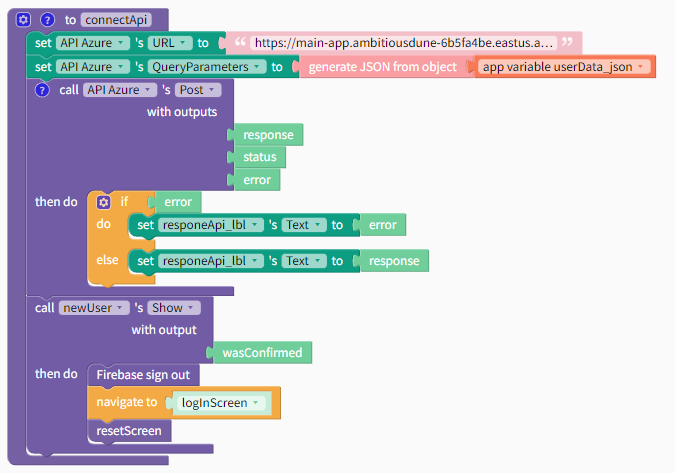 ? to connectApi
set API Azure 's URL to “ https://main-app.ambitiousdune-6b5fa4be.eastus.a... ”
set API Azure 's QueryParameters to generate JSON from object app variable userData_json
? call API Azure 's Post
with outputs
response
status
error
then do if error
do set responeApi_lbl 's Text to error
else set responeApi_lbl 's Text to response
call newUser 's Show
with output
wasConfirmed
then do Firebase sign out
navigate to logInScreen
resetScreen